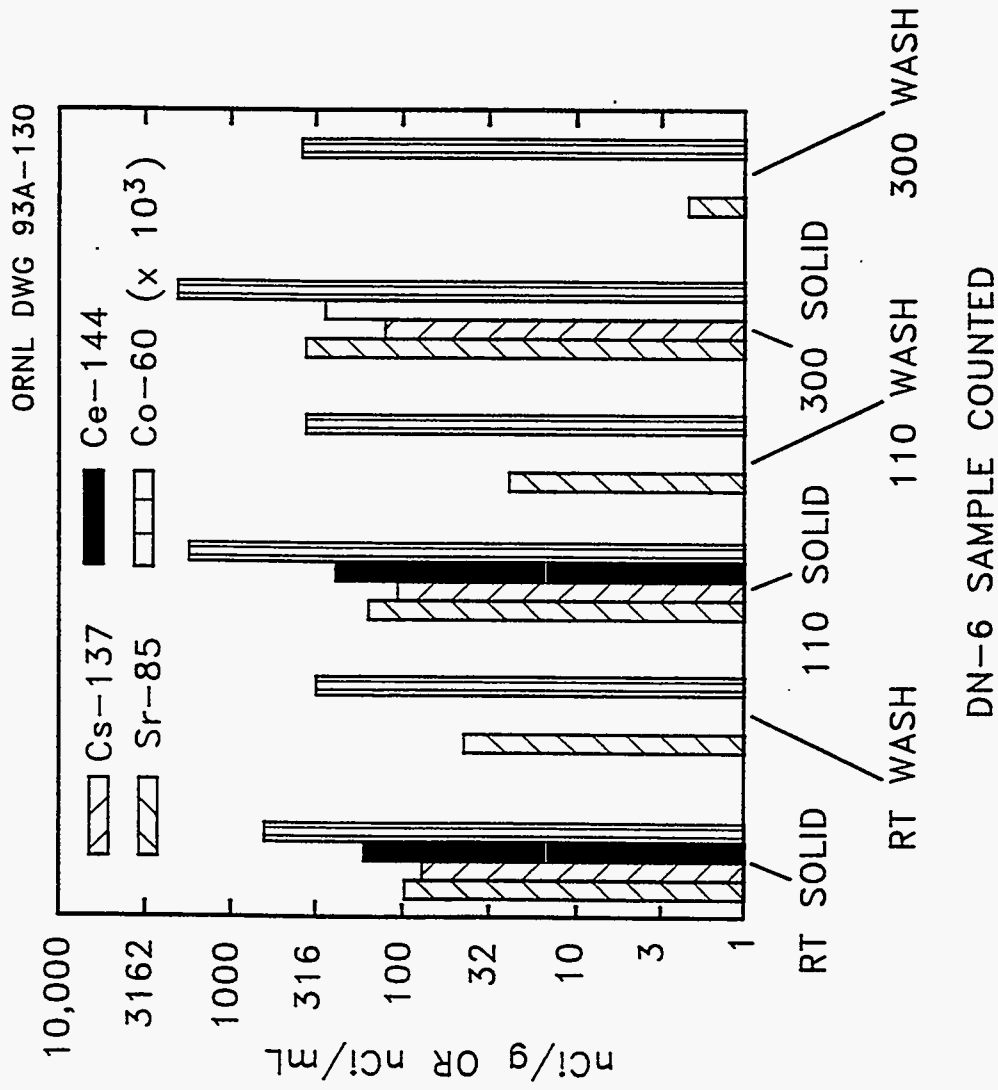 ORNL DWG 93A-130
Cs-137
Ce-144
Sr-85
Co-60 (x 10³)
10,000
3162
1000
316
100
32
10
3
1
nCi/g OR nCi/mL
RT SOLID
RT WASH
110 SOLID
110 WASH
300 SOLID
300 WASH
DN-6 SAMPLE COUNTED